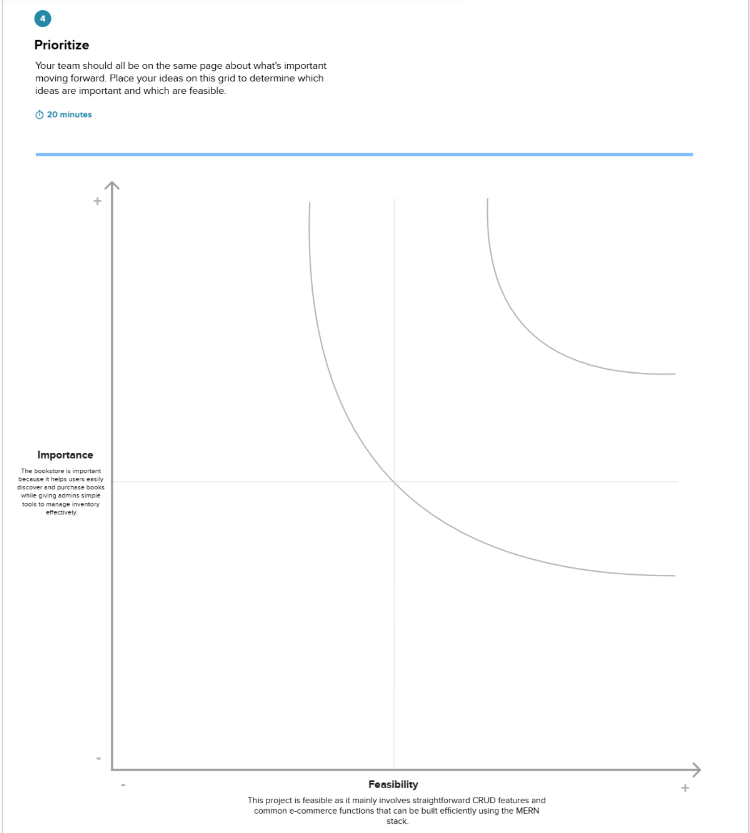 4
Prioritize
Your team should all be on the same page about what's important
moving forward. Place your ideas on this grid to determine which
ideas are important and which are feasible.
20 minutes
+
Importance
The bookstore is important
because it helps users easily
discover and purchase books
while giving admins simple
tools to manage inventory
effectively.
-
-
Feasibility
+
This project is feasible as it mainly involves straightforward CRUD features and
common e-commerce functions that can be built efficiently using the MERN
stack.